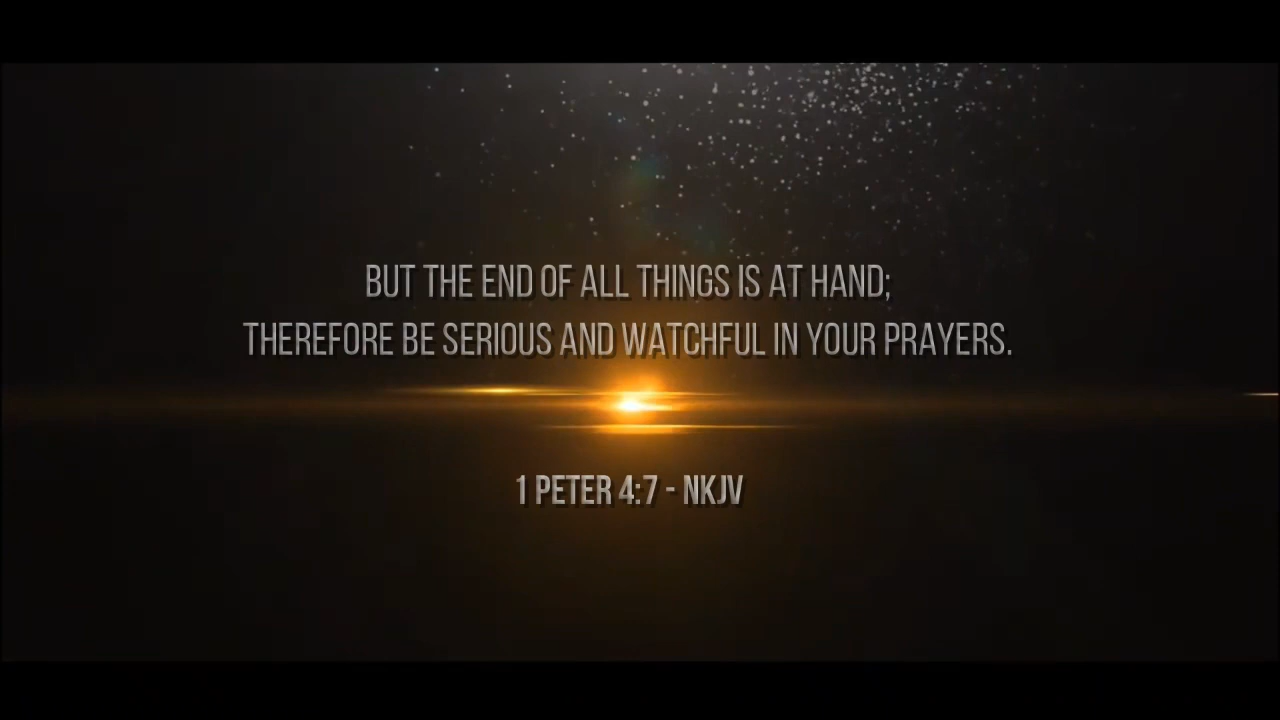 BUT THE END OF ALL THINGS IS AT HAND;
THEREFORE BE SERIOUS AND WATCHFUL IN YOUR PRAYERS.
1 PETER 4:7 - NKJV